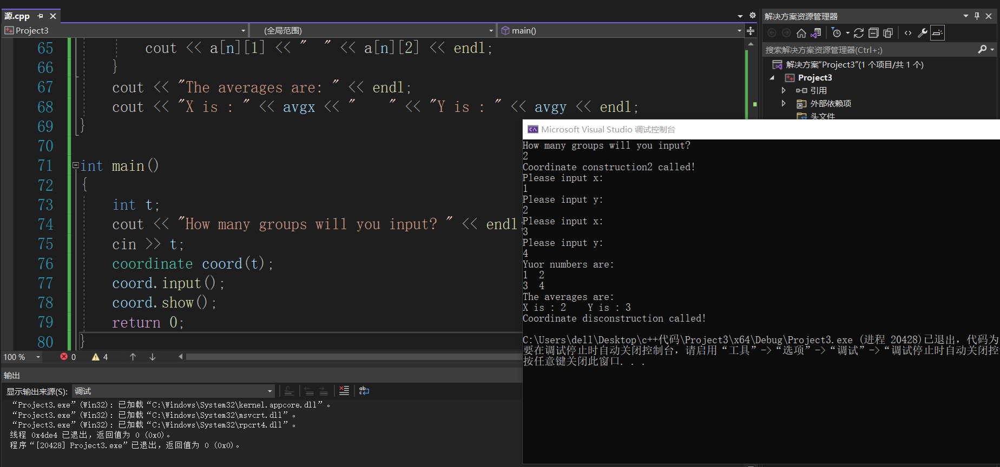 源.cpp
Project3
(全局范围)
main()
65 cout << a[n][1] << "  " << a[n][2] << endl;
66 }
67 cout << "The averages are: " << endl;
68 cout << "X is : " << avgx << "    " << "Y is : " << avgy << endl;
69 }
70
71 int main()
72 {
73 int t;
74 cout << "How many groups will you input? " << endl;
75 cin >> t;
76 coordinate coord(t);
77 coord.input();
78 coord.show();
79 return 0;
80 }
100 %
0
4
输出
显示输出来源(S): 调试
“Project3.exe”(Win32): 已加载“C:\Windows\System32\kernel.appcore.dll”。
“Project3.exe”(Win32): 已加载“C:\Windows\System32\msvcrt.dll”。
“Project3.exe”(Win32): 已加载“C:\Windows\System32\rpcrt4.dll”。
线程 0x4de4 已退出，返回值为 0 (0x0)。
程序“[20428] Project3.exe”已退出，返回值为 0 (0x0)。
解决方案资源管理器
搜索解决方案资源管理器(Ctrl+;)
解决方案“Project3”(1 个项目/共 1 个)
Project3
引用
外部依赖项
头文件
Microsoft Visual Studio 调试控制台
How many groups will you input?
2
Coordinate construction2 called!
Please input x:
1
Please input y:
2
Please input x:
3
Please input y:
4
Yuor numbers are:
1  2
3  4
The averages are:
X is : 2    Y is : 3
Coordinate disconstruction called!
C:\Users\dell\Desktop\c++代码\Project3\x64\Debug\Project3.exe (进程 20428)已退出，代码为
要在调试停止时自动关闭控制台，请启用“工具”->“选项”->“调试”->“调试停止时自动关闭控
按任意键关闭此窗口. . .